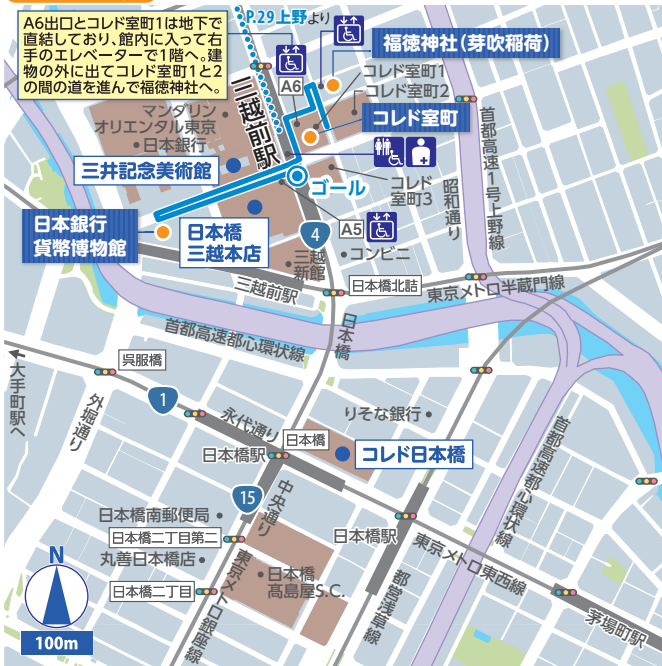 A6出口とコレド室町1は地下で
直結しており、館内に入って右
手のエレベーターで1階へ。建
物の外に出てコレド室町1と2
の間の道を進んで福徳神社へ。
P.29 上野より
福徳神社(芽吹稲荷)
A6
コレド室町1
コレド室町2
三越前駅
コレド室町
マンダリン
オリエンタル東京
日本銀行
三井記念美術館
ゴール
コレド
室町3
首都高速1号上野線
昭和通り
日本銀行
貨幣博物館
日本橋
三越本店
4
A5
コンビニ
三越
新館
三越前駅
日本橋北詰
東京メトロ半蔵門線
首都高速都心環状線
日本橋
呉服橋
大手町駅へ
外堀通り
1
永代通り
りそな銀行
日本橋
日本橋駅
コレド日本橋
首都高速都心環状線
15
中央通り
日本橋南郵便局
日本橋二丁目第二
丸善日本橋店
日本橋駅
東京メトロ東西線
日本橋
髙島屋S.C.
日本橋二丁目
東京メトロ銀座線
都営浅草線
茅場町駅へ
N
100m